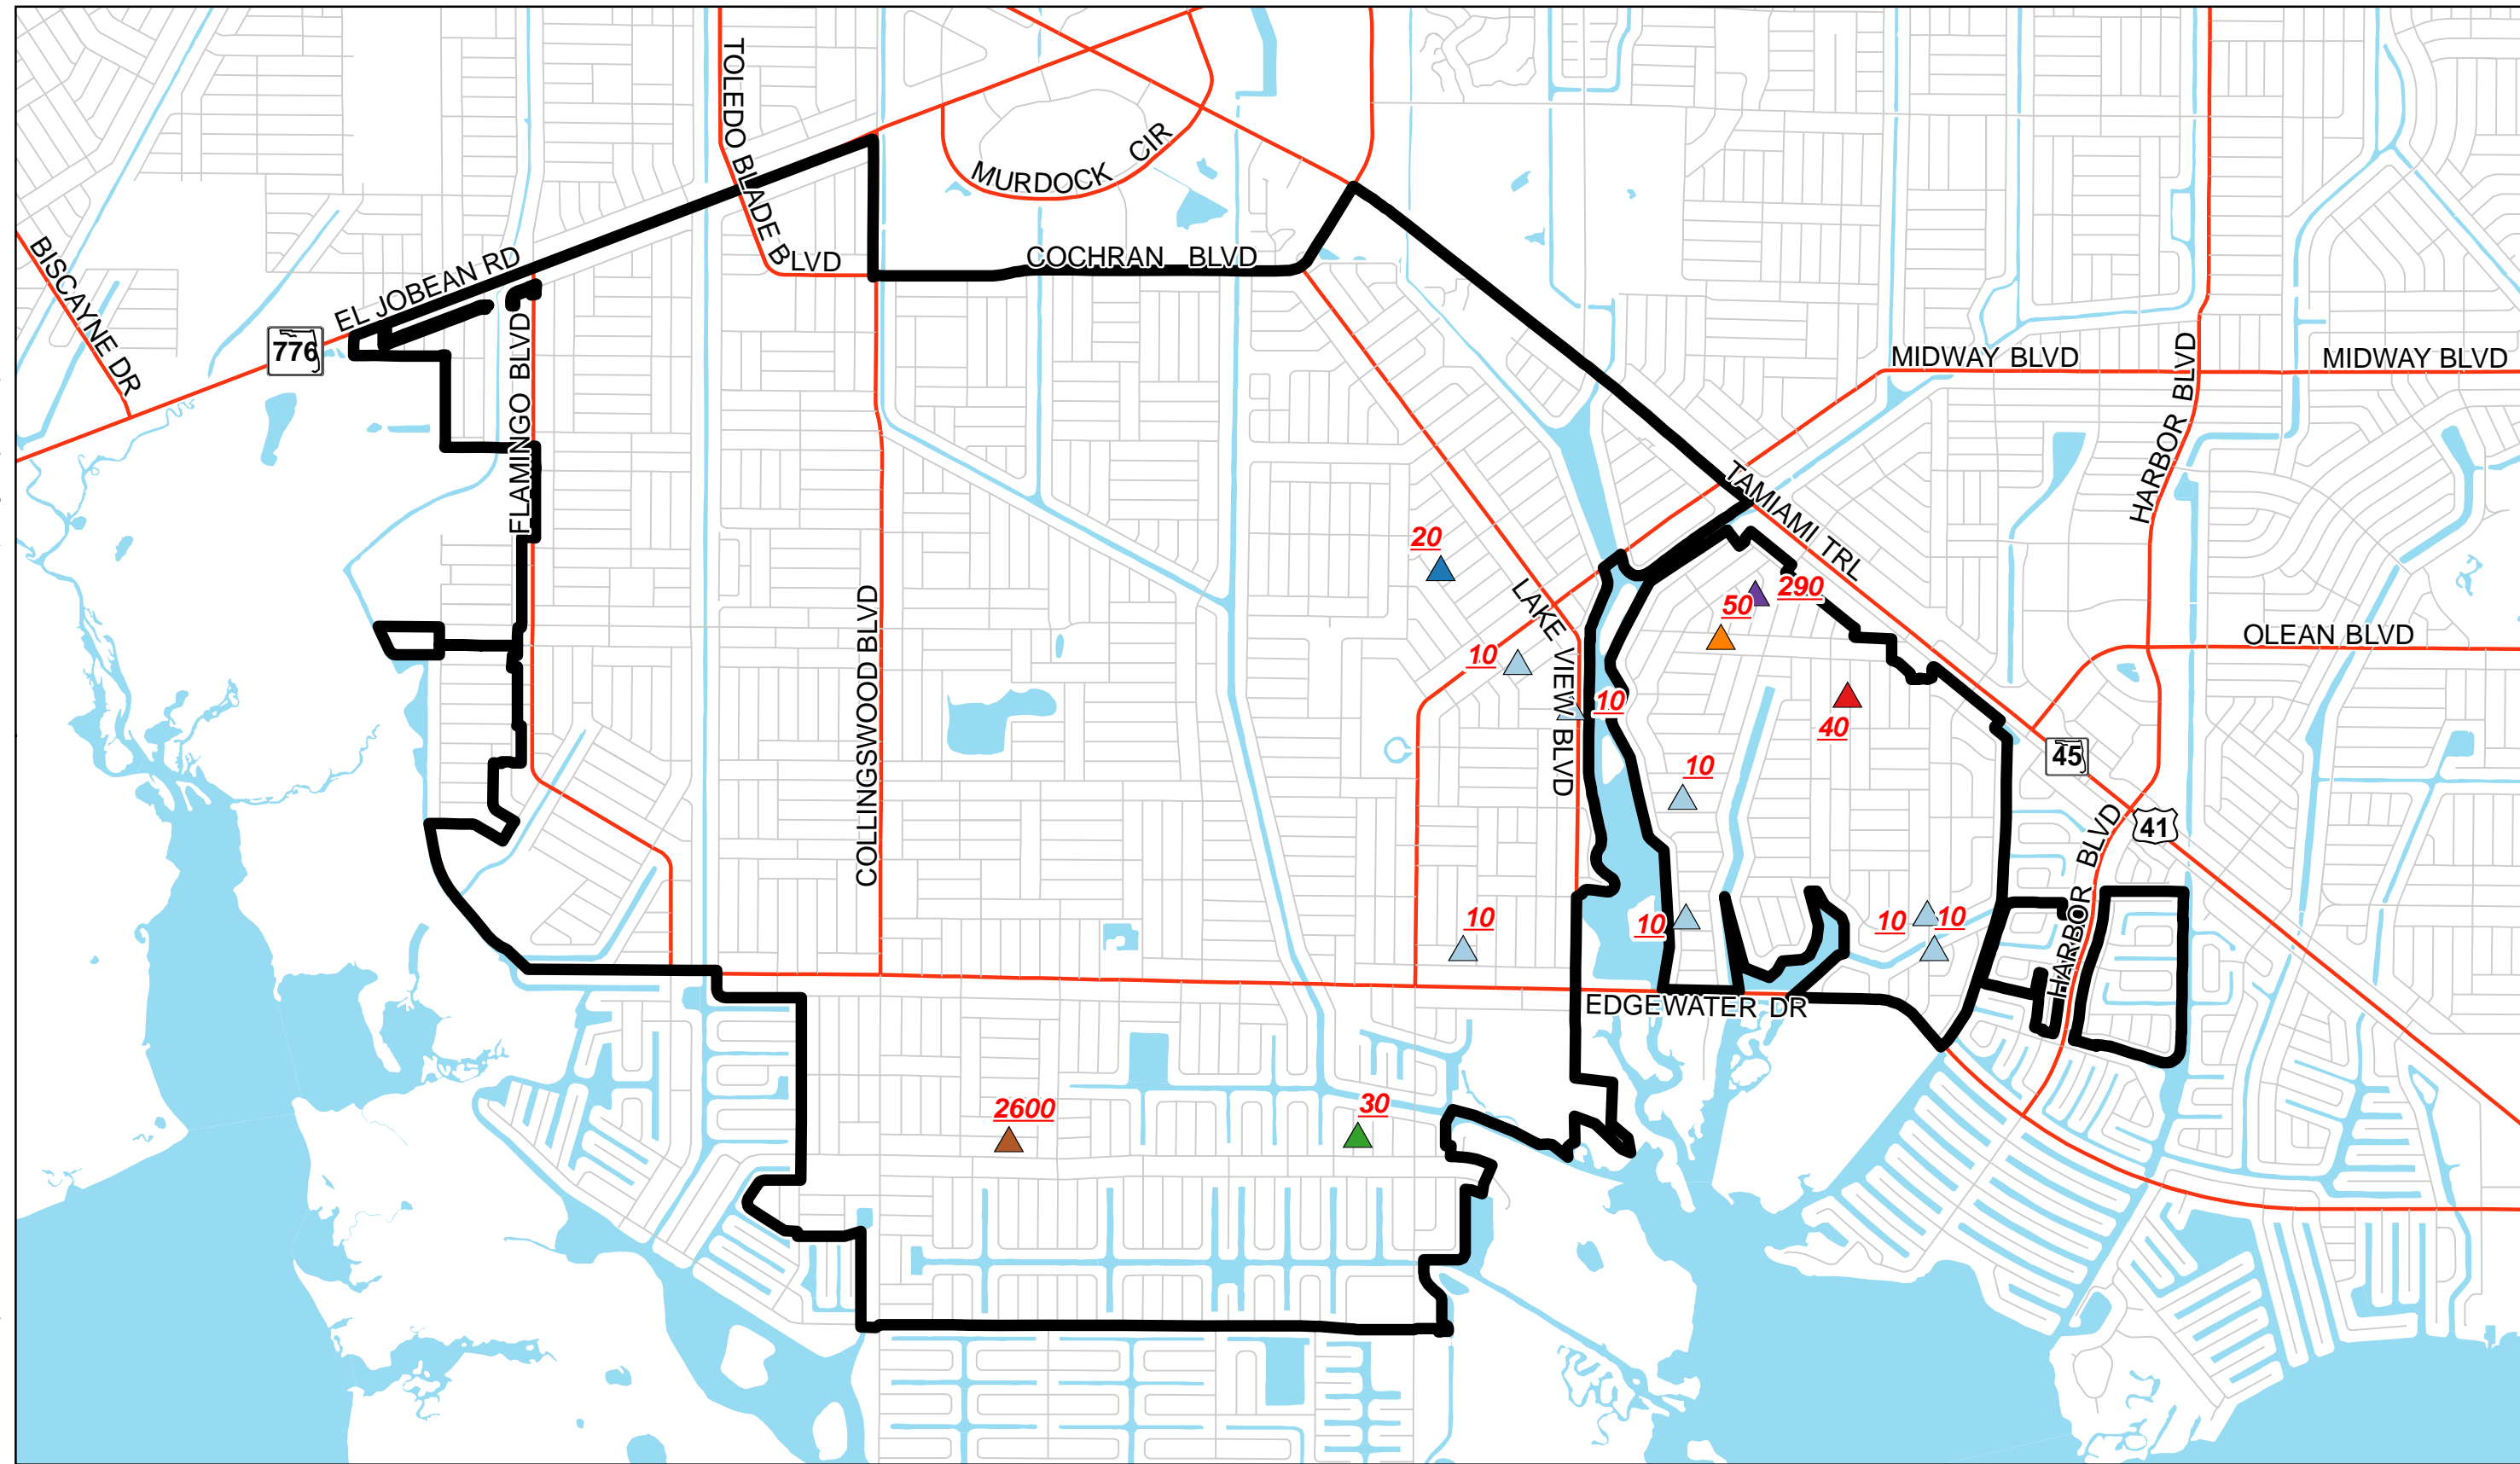 TOLEDO BLADE BLVD
MURDOCK CIR
COCHRAN BLVD
BISCAYNE DR
EL JOBEAN RD
776
FLAMINGO BLVD
MIDWAY BLVD
MIDWAY BLVD
HARBOR BLVD
TAMIAMI TRL
20
290
50
LAKE VIEW BLVD
10
10
OLEAN BLVD
COLLINGSWOOD BLVD
40
45
10
41
HARBOR BLVD
HARBOR
10
10
10
10
EDGEWATER DR
2600
30